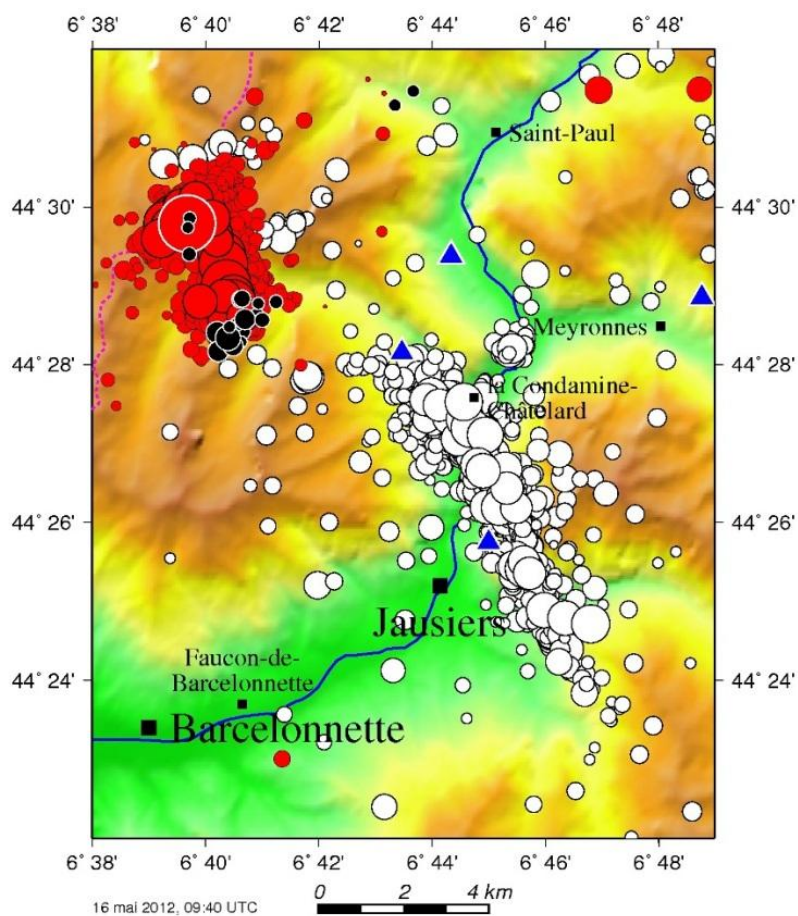 6˚ 38' 6˚ 40' 6˚ 42' 6˚ 44' 6˚ 46' 6˚ 48'
Saint-Paul
44˚ 30' 44˚ 30'
Meyronnes
44˚ 28' 44˚ 28'
la Condamine-
Châtelard
44˚ 26' 44˚ 26'
Jausiers
Faucon-de-
Barcelonnette
44˚ 24' 44˚ 24'
Barcelonnette
6˚ 38' 6˚ 40' 6˚ 42' 6˚ 44' 6˚ 46' 6˚ 48'
0 2 4 km
16 mai 2012, 09:40 UTC